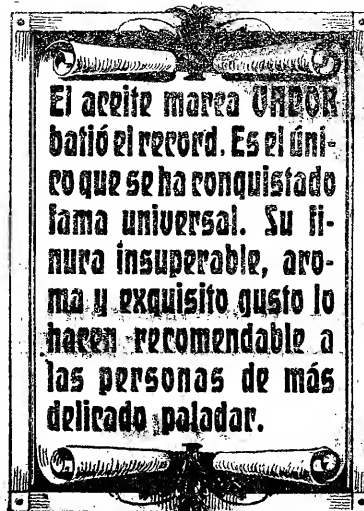 El aceite marca VADOR
batió el record. Es el úni-
co que se ha conquistado
fama universal. Su fi-
nura insuperable, aro-
ma y exquisito gusto lo
hacen recomendable a
las personas de más
delicado paladar.